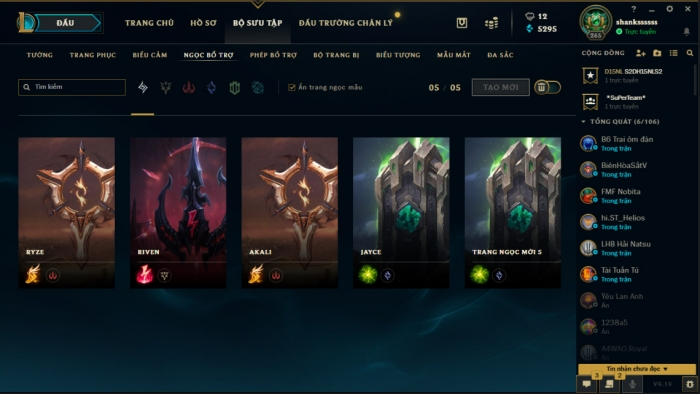 ĐẤU
TRANG CHỦ
HỒ SƠ
BỘ SƯU TẬP
ĐẤU TRƯỜNG CHÂN LÝ
12
5295
265
shankssssss
Trực tuyến
TƯỚNG
TRANG PHỤC
BIỂU CẢM
NGỌC BỔ TRỢ
PHÉP BỔ TRỢ
BỘ TRANG BỊ
BIỂU TƯỢNG
MẪU MẮT
ĐA SẮC
Tìm kiếm
Ẩn trang ngọc mẫu
05 / 05
TẠO MỚI
RYZE
RIVEN
AKALI
JAYCE
TRANG NGỌC MỚI 5
CỘNG ĐỒNG
D15NL S2DH15NLS2
1 trực tuyến
*SuPerTeam*
1 trực tuyến
TỔNG QUÁT (6/106)
B6 Trai ôm đàn
Trong trận
BiênHòaSắtV
Trong trận
FMF Nobita
Trong trận
hi.ST_Helios
Trong trận
LHB Hải Natsu
Trong trận
Tài Tuấn Tú
Trong trận
Yêu Lan Anh
Ẩn
1238a5
Ẩn
Tin nhắn chưa đọc
3
2
V9.19